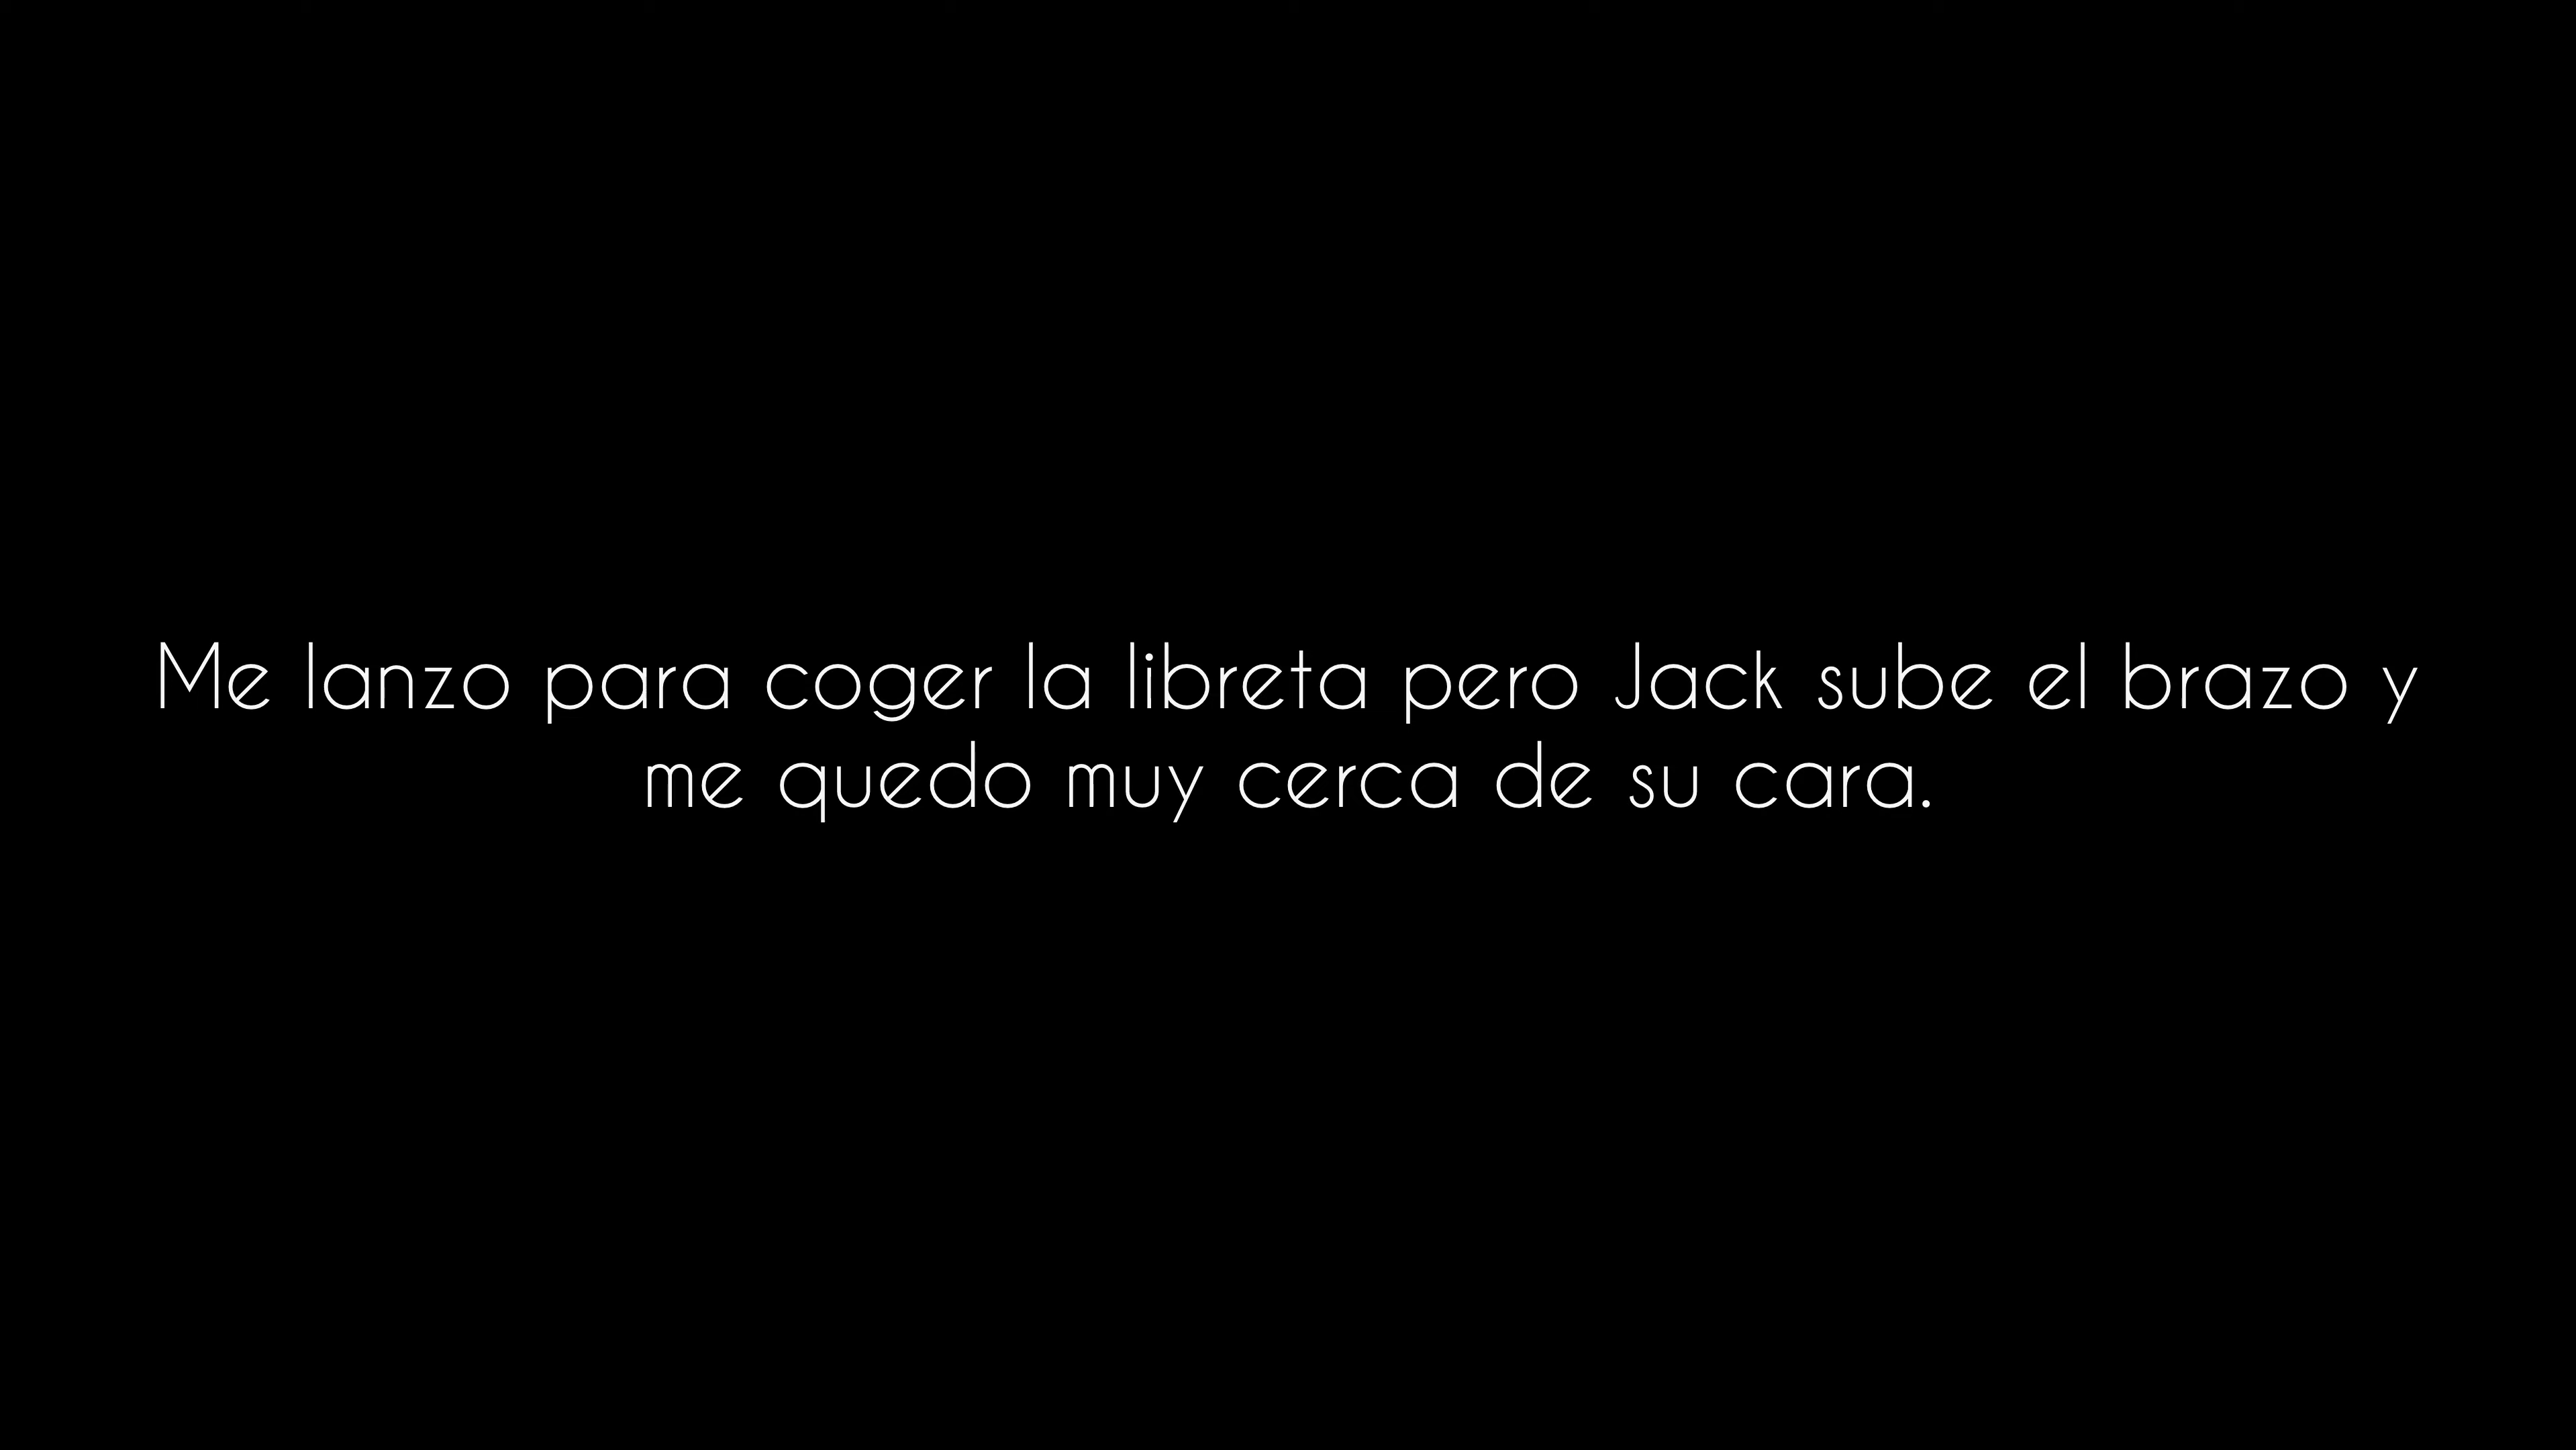 Me lanzo para coger la libreta pero Jack sube el brazo y
me quedo muy cerca de su cara.